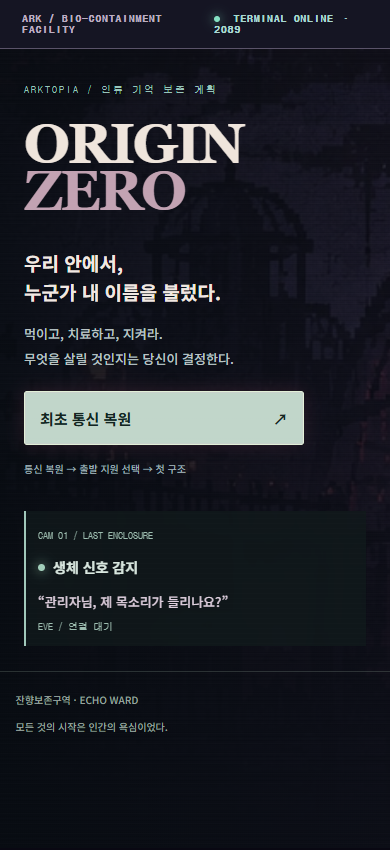 ARK / BIO-CONTAINMENT
FACILITY
TERMINAL ONLINE ·
2089
ARKTOPIA / 인류 기억 보존 계획
ORIGIN
ZERO
우리 안에서,
누군가 내 이름을 불렀다.
먹이고, 치료하고, 지켜라.
무엇을 살릴 것인지는 당신이 결정한다.
최초 통신 복원 ↗
통신 복원 → 출발 지원 선택 → 첫 구조
CAM 01 / LAST ENCLOSURE
생체 신호 감지
“관리자님, 제 목소리가 들리나요?”
EVE / 연결 대기
잔향보존구역 · ECHO WARD
모든 것의 시작은 인간의 욕심이었다.